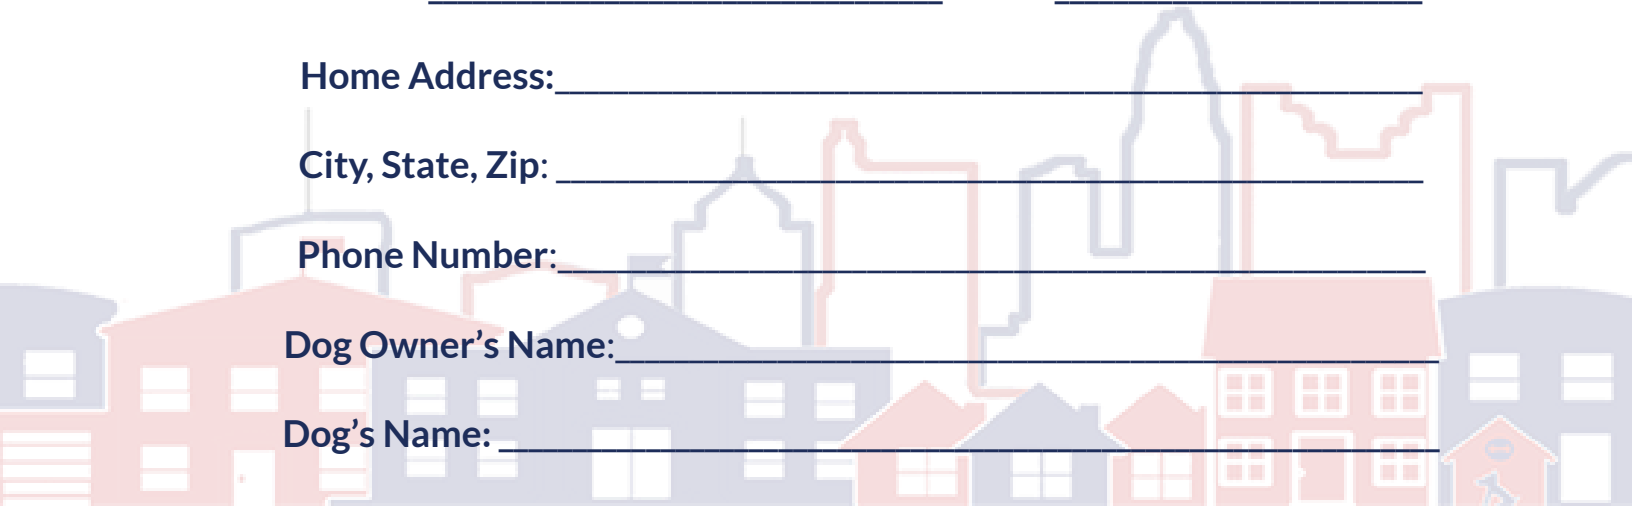 Home Address:
City, State, Zip:
Phone Number:
Dog Owner’s Name:
Dog’s Name: